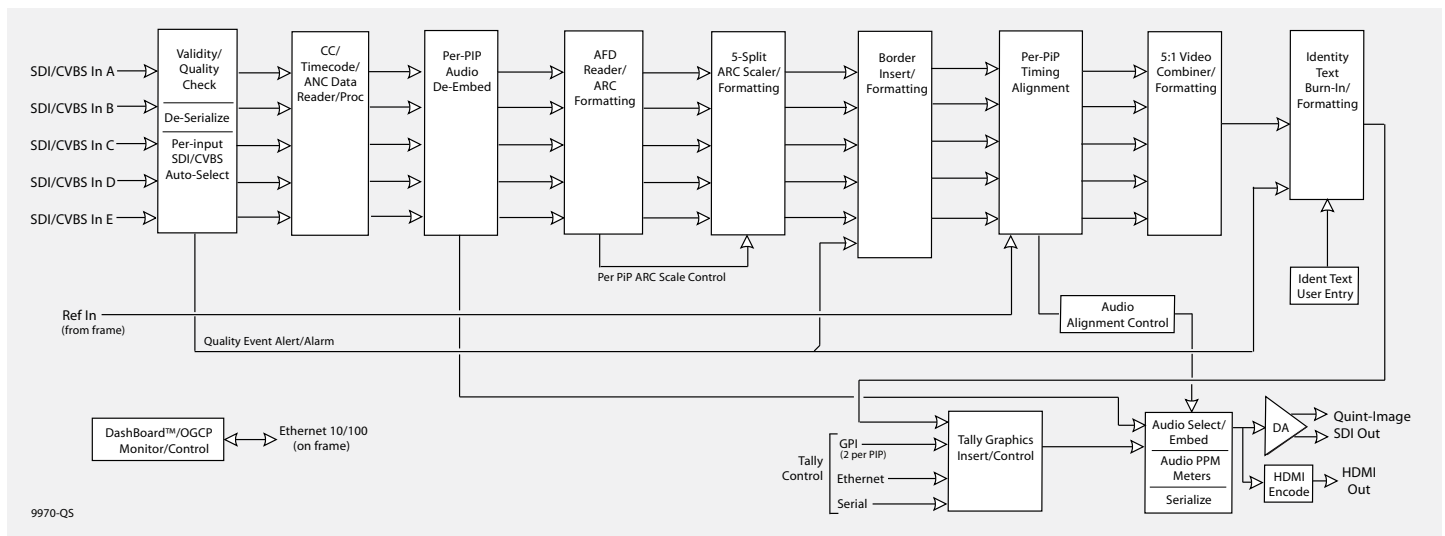 SDI/CVBS In A
SDI/CVBS In B
SDI/CVBS In C
SDI/CVBS In D
SDI/CVBS In E
Validity/
Quality
Check
De-Serialize
Per-input
SDI/CVBS
Auto-Select
CC/
Timecode/
ANC Data
Reader/Proc
Per-PIP
Audio
De-Embed
AFD
Reader/
ARC
Formatting
5-Split
ARC Scaler/
Formatting
Border
Insert/
Formatting
Per-PiP
Timing
Alignment
5:1 Video
Combiner/
Formatting
Identity
Text
Burn-In/
Formatting
Per PiP ARC Scale Control
Ident Text
User Entry
Ref In
(from frame)
Audio
Alignment Control
Quality Event Alert/Alarm
DashBoard™/OGCP
Monitor/Control
Ethernet 10/100
(on frame)
Tally
Control
GPI
(2 per PIP)
Ethernet
Serial
Tally Graphics
Insert/Control
Audio Select/
Embed
Audio PPM
Meters
Serialize
DA
Quint-Image
SDI Out
HDMI
Encode
HDMI
Out
9970-QS